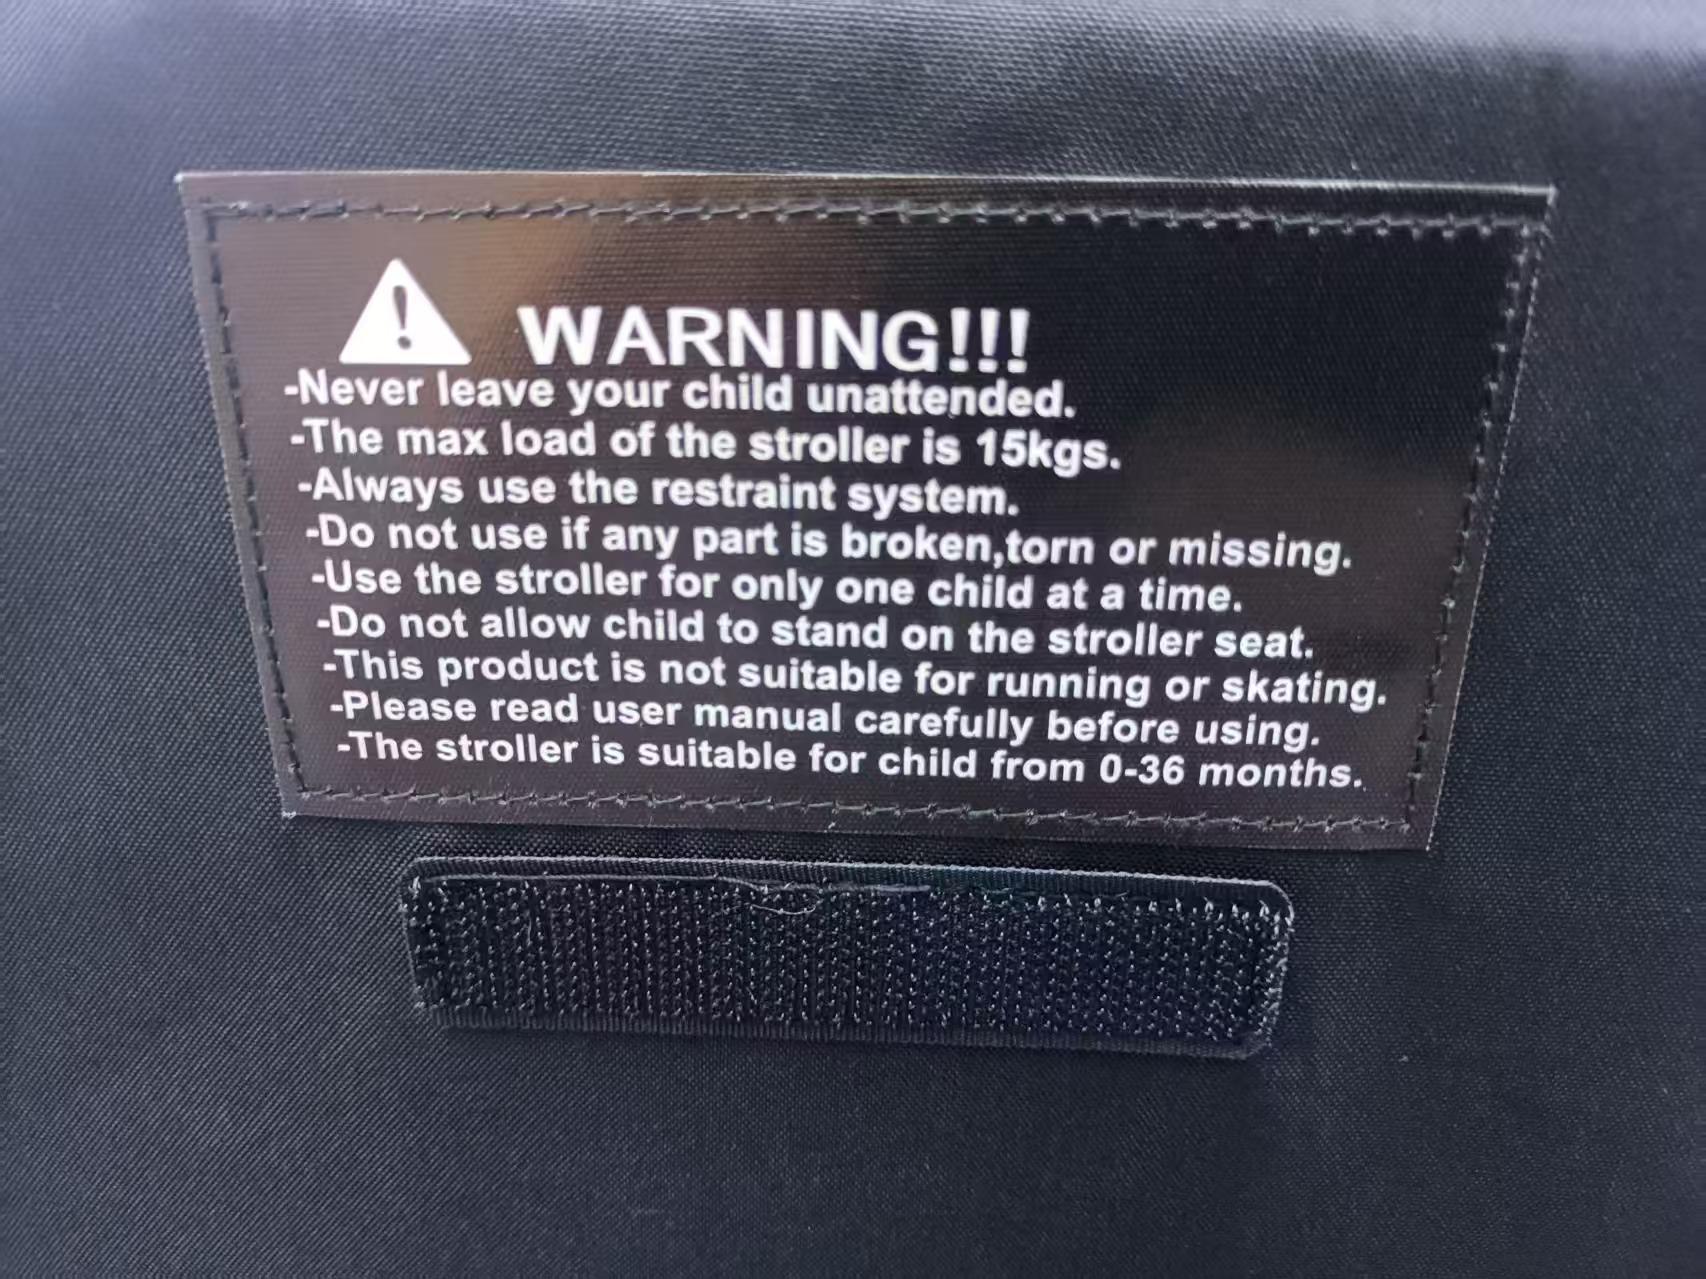 WARNING!!!
-Never leave your child unattended.
-The max load of the stroller is 15kgs.
-Always use the restraint system.
-Do not use if any part is broken,torn or missing.
-Use the stroller for only one child at a time.
-Do not allow child to stand on the stroller seat.
-This product is not suitable for running or skating.
-Please read user manual carefully before using.
-The stroller is suitable for child from 0-36 months.